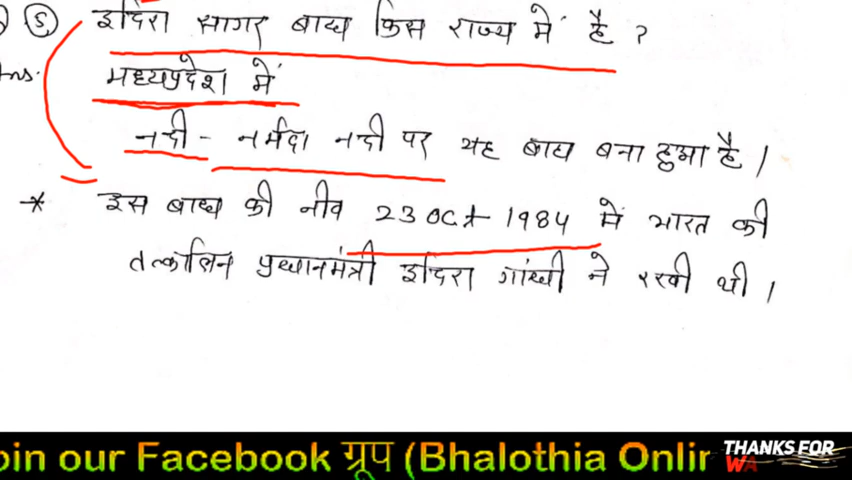 ⑤ इंदिरा सागर बाध किस राज्य में है ?
Ans. मध्यप्रदेश में
नदी - नर्मदा नदी पर यह बाध बना हुआ है।
* इस बाध की नीव 23 Oct 1984 में भारत की
तत्कालिन प्रधानमंत्री इंदिरा गांधी ने रखी थी।
oin our Facebook ग्रूप (Bhalothia Onlir
THANKS FOR
WA